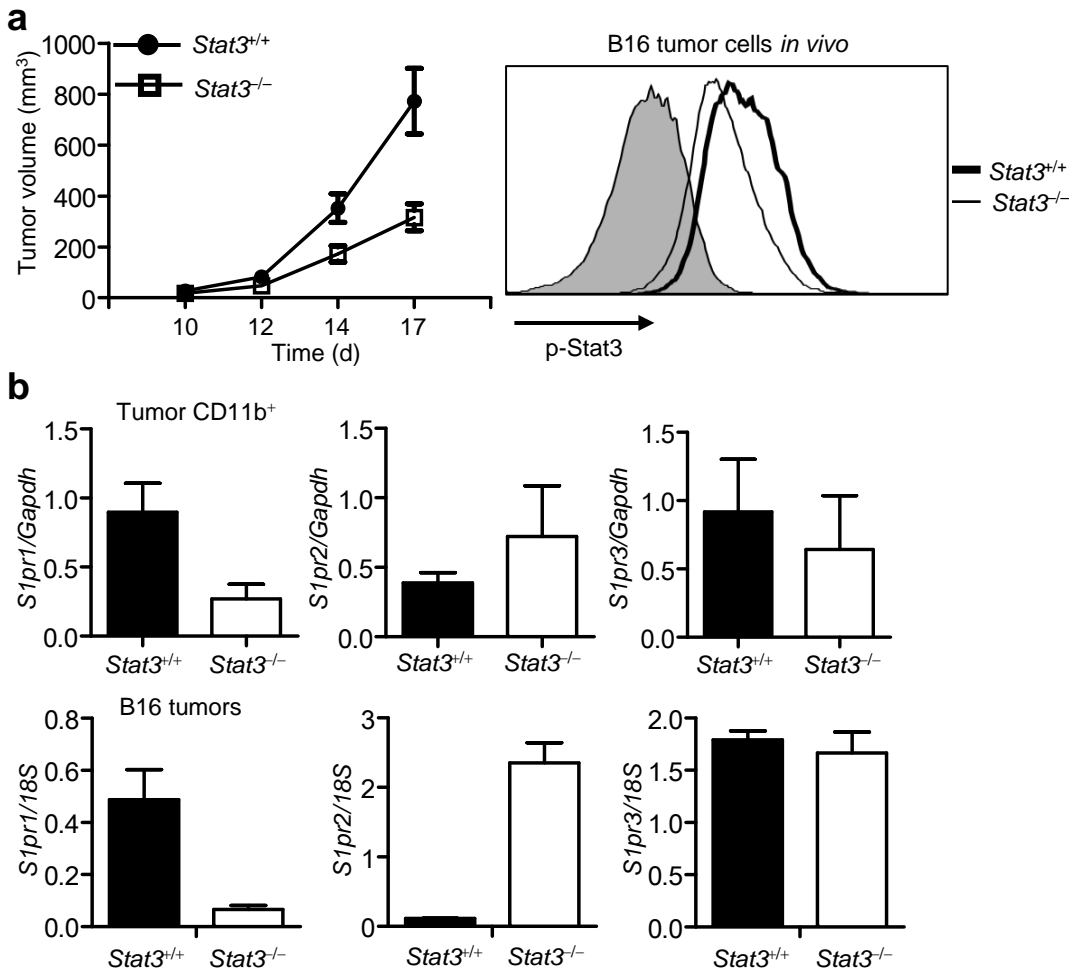 a
Stat3+/+
Stat3–/–
Tumor volume (mm3)
1000
800
600
400
200
0
10 12 14 17
Time (d)
B16 tumor cells in vivo
p-Stat3
Stat3+/+
Stat3–/–
b
Tumor CD11b+
S1pr1/Gapdh
1.5
1.0
0.5
0.0
Stat3+/+ Stat3–/–
S1pr2/Gapdh
1.5
1.0
0.5
0.0
Stat3+/+ Stat3–/–
S1pr3/Gapdh
1.5
1.0
0.5
0.0
Stat3+/+ Stat3–/–
B16 tumors
S1pr1/18S
0.8
0.6
0.4
0.2
0.0
Stat3+/+ Stat3–/–
S1pr2/18S
3
2
1
0
Stat3+/+ Stat3–/–
S1pr3/18S
2.0
1.5
1.0
0.5
0.0
Stat3+/+ Stat3–/–